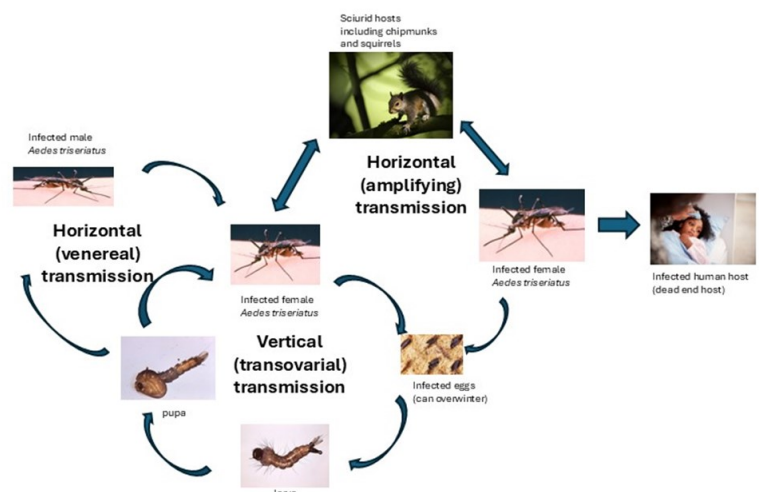 Sciurid hosts
including chipmunks
and squirrels
Infected male
Aedes triseriatus
Horizontal
(amplifying)
transmission
Horizontal
(venereal)
transmission
Infected female
Aedes triseriatus
Infected human host
(dead end host)
Infected female
Aedes triseriatus
Vertical
(transovarial)
transmission
Infected eggs
(can overwinter)
pupa